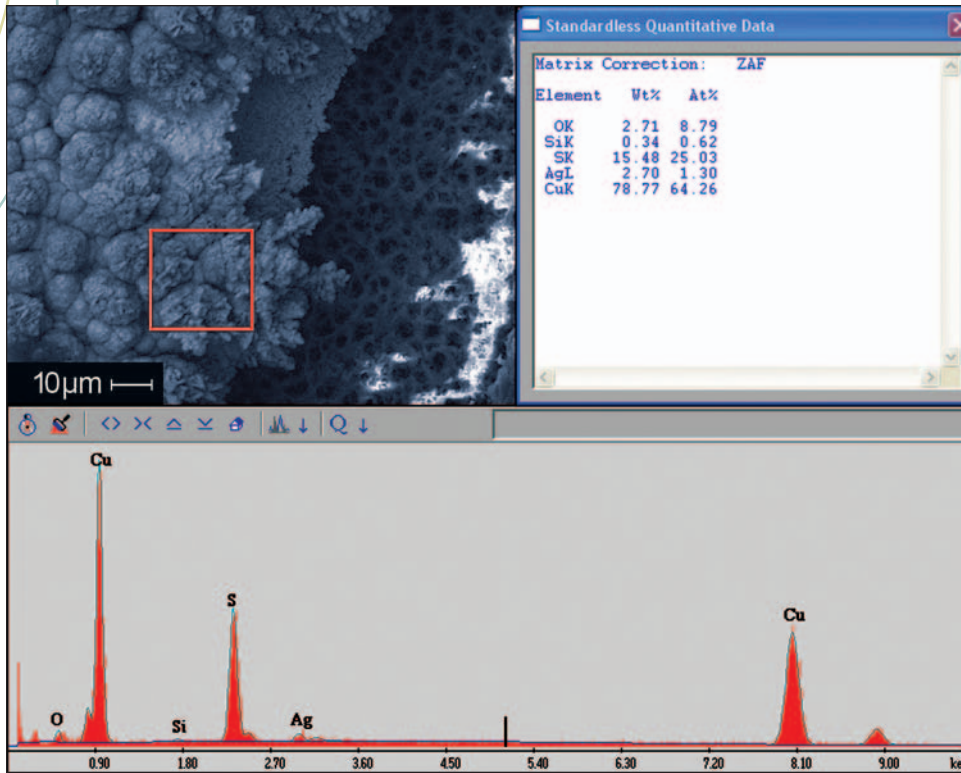 Standardless Quantitative Data
Matrix Correction: ZAF
Element Wt% At%
OK 2.71 8.79
SiK 0.34 0.62
SK 15.48 25.03
AgL 2.70 1.30
CuK 78.77 64.26
10µm
Q
Cu
S
Cu
O
Si
Ag
0.90 1.80 2.70 3.60 4.50 5.40 6.30 7.20 8.10 9.00 ke